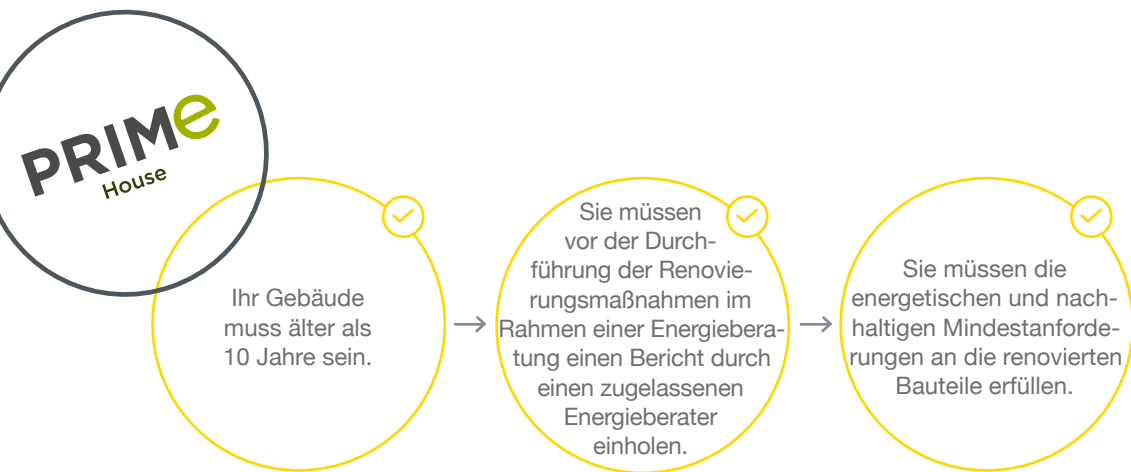 PRIMe
House
Ihr Gebäude
muss älter als
10 Jahre sein.
Sie müssen
vor der Durch-
führung der Renovie-
rungsmaßnahmen im
Rahmen einer Energiebera-
tung einen Bericht durch
einen zugelassenen
Energieberater
einholen.
Sie müssen die
energetischen und nach-
haltigen Mindestanforde-
rungen an die renovierten
Bauteile erfüllen.